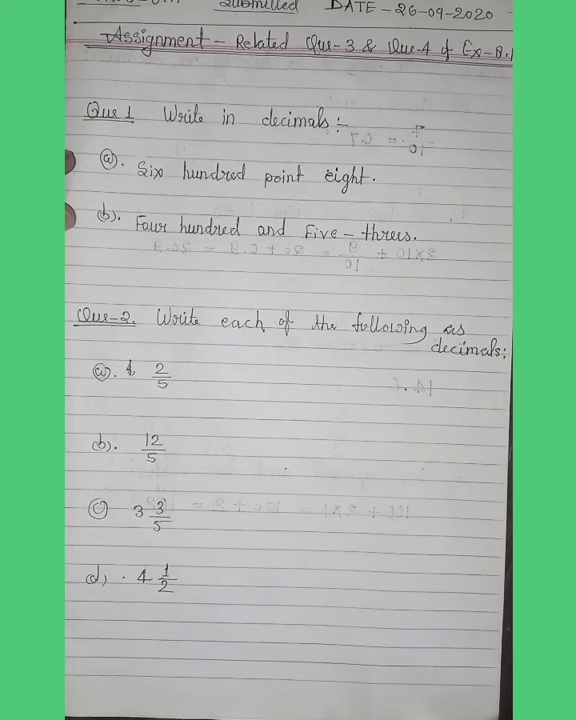 Submitted DATE - 26-09-2020
Assignment - Related Que-3 & Que-4 of Ex-8.1
Que 1 Write in decimals:-
(a). Six hundred point eight.
(b). Four hundred and Five-threes.
Que-2. Write each of the following as
decimals:
(a). 2/5
(b). 12/5
(c) 3 3/5
d) . 4 1/2